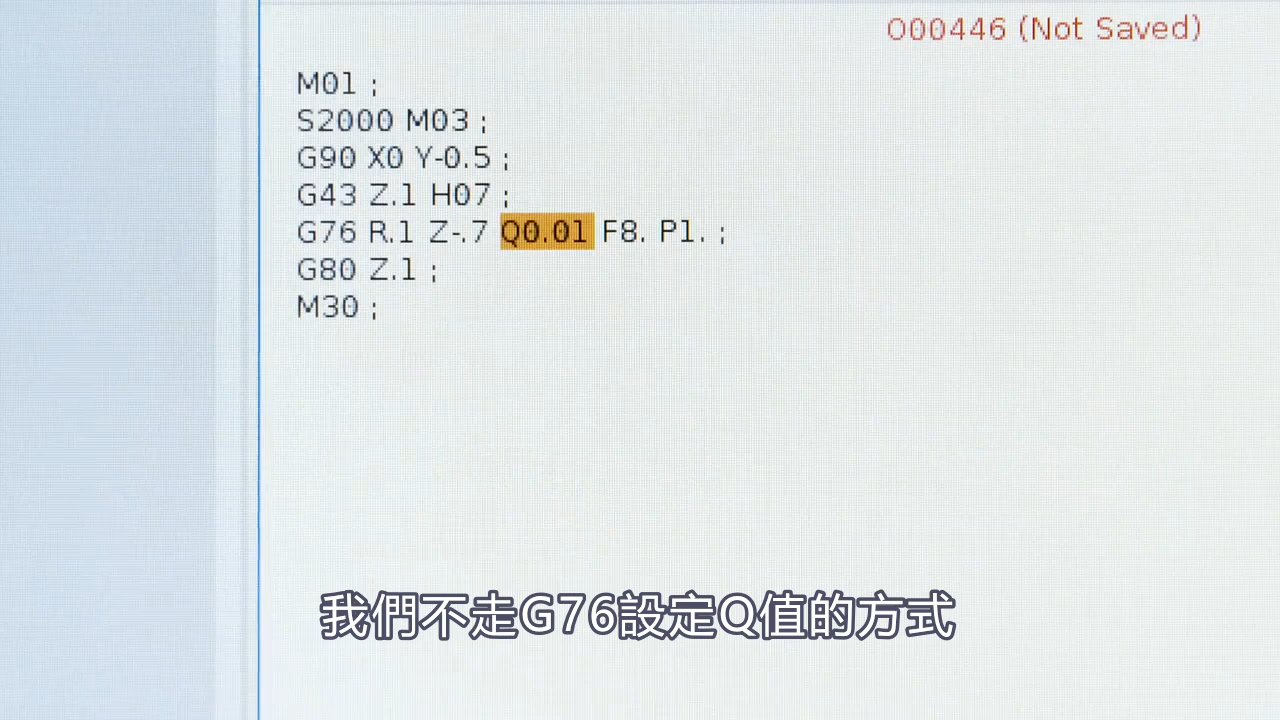 O00446 (Not Saved)
M01 ;
S2000 M03 ;
G90 X0 Y-0.5 ;
G43 Z.1 H07 ;
G76 R.1 Z-.7 Q0.01 F8. P1. ;
G80 Z.1 ;
M30 ;
我們不走G76設定Q值的方式